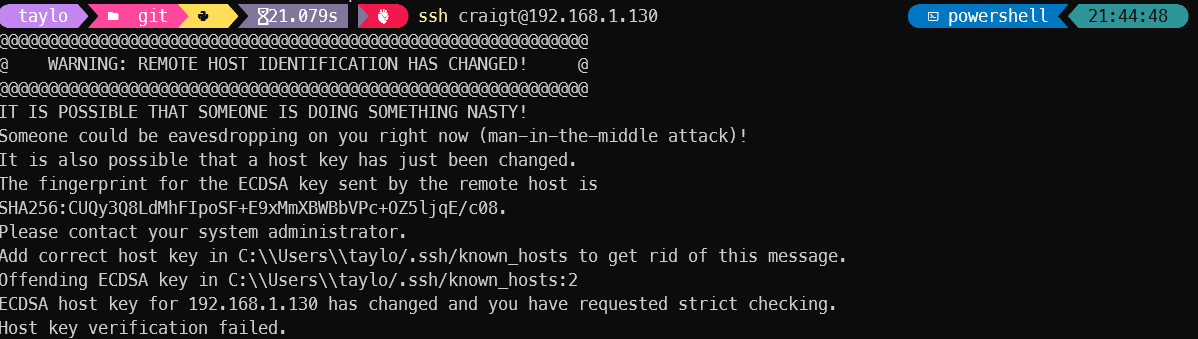 taylo git 21.079s ssh craigt@192.168.1.130 powershell 21:44:48
@@@@@@@@@@@@@@@@@@@@@@@@@@@@@@@@@@@@@@@@@@@@@@@@@@@@@@@@@@@
@    WARNING: REMOTE HOST IDENTIFICATION HAS CHANGED!     @
@@@@@@@@@@@@@@@@@@@@@@@@@@@@@@@@@@@@@@@@@@@@@@@@@@@@@@@@@@@
IT IS POSSIBLE THAT SOMEONE IS DOING SOMETHING NASTY!
Someone could be eavesdropping on you right now (man-in-the-middle attack)!
It is also possible that a host key has just been changed.
The fingerprint for the ECDSA key sent by the remote host is
SHA256:CUQy3Q8LdMhFIpoSF+E9xMmXBWBbVPc+OZ5ljqE/c08.
Please contact your system administrator.
Add correct host key in C:\\Users\\taylo/.ssh/known_hosts to get rid of this message.
Offending ECDSA key in C:\\Users\\taylo/.ssh/known_hosts:2
ECDSA host key for 192.168.1.130 has changed and you have requested strict checking.
Host key verification failed.